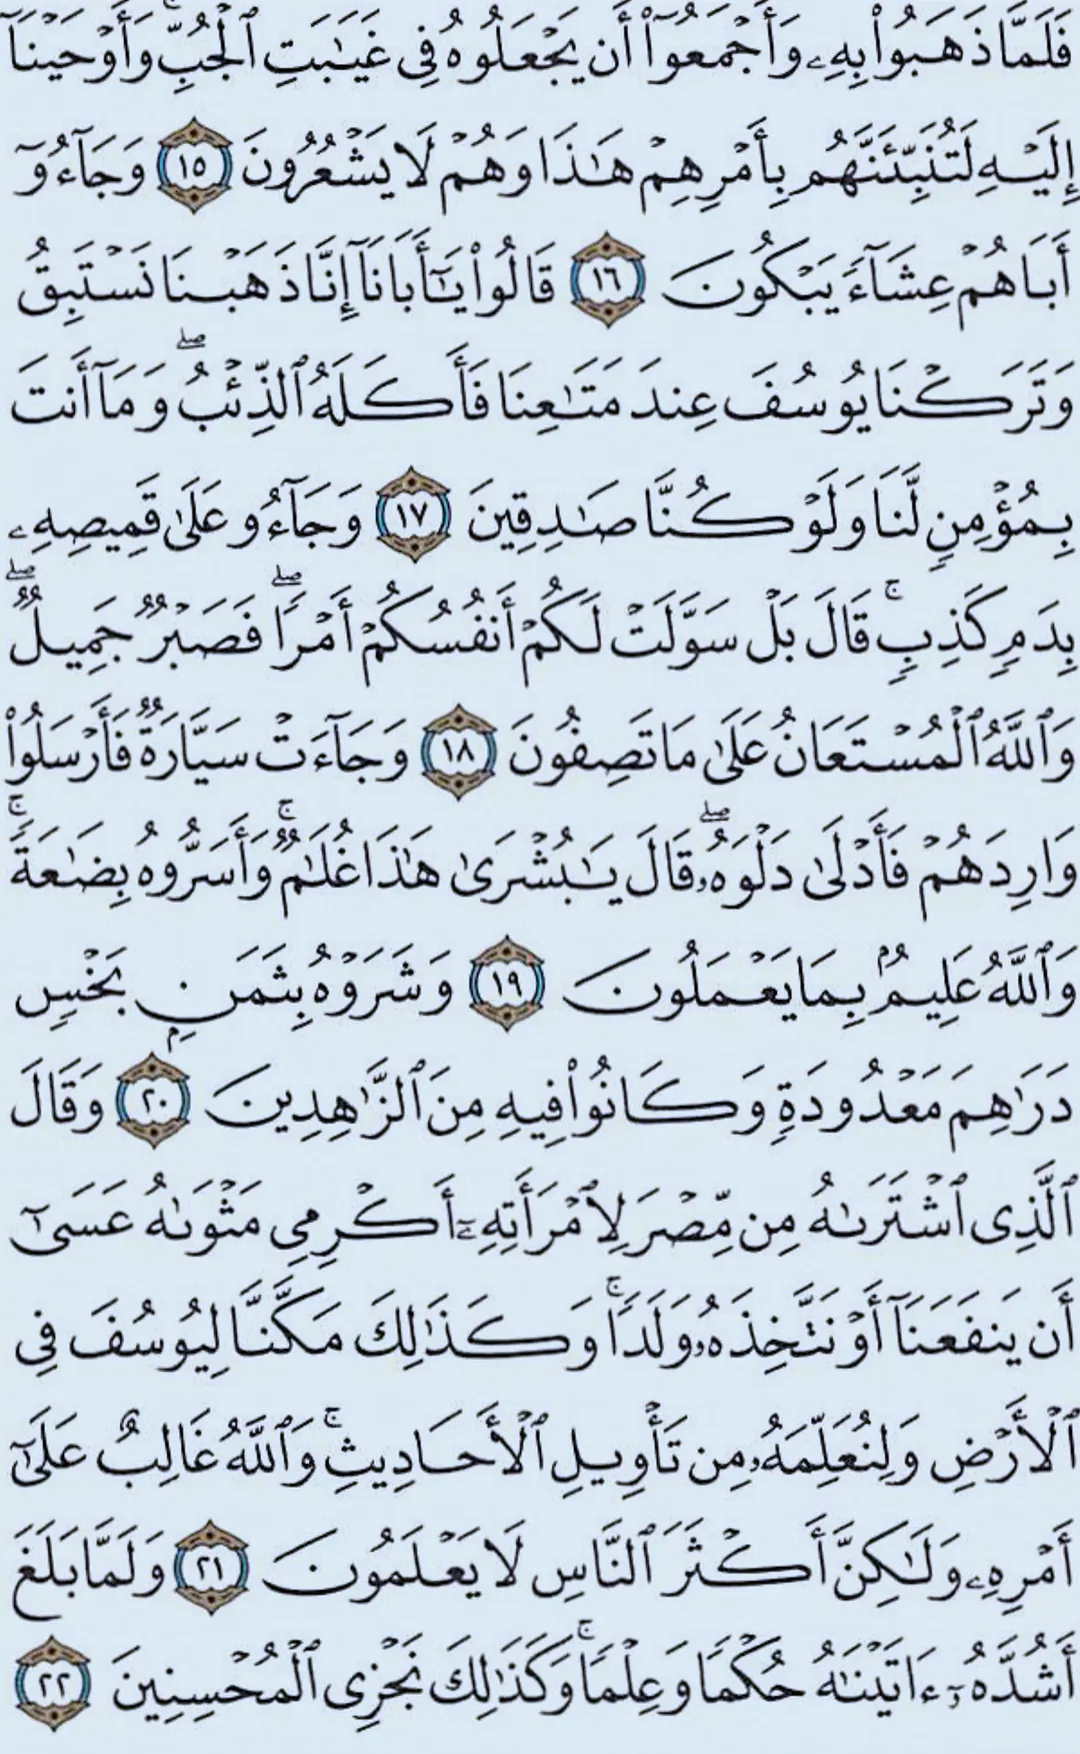 فَلَمَّا ذَهَبُوا۟ بِهِۦ وَأَجْمَعُوٓا۟ أَن يَجْعَلُوهُ فِى غَيَـٰبَتِ ٱلْجُبِّ ۚ وَأَوْحَيْنَآ
إِلَيْهِ لَتُنَبِّئَنَّهُم بِأَمْرِهِمْ هَـٰذَا وَهُمْ لَا يَشْعُرُونَ ١٥ وَجَآءُوٓ
أَبَاهُمْ عِشَآءً يَبْكُونَ ١٦ قَالُوا۟ يَـٰٓأَبَانَآ إِنَّا ذَهَبْنَا نَسْتَبِقُ
وَتَرَكْنَا يُوسُفَ عِندَ مَتَـٰعِنَا فَأَكَلَهُ ٱلذِّئْبُ ۖ وَمَآ أَنتَ
بِمُؤْمِنٍ لَّنَا وَلَوْ كُنَّا صَـٰدِقِينَ ١٧ وَجَآءُو عَلَىٰ قَمِيصِهِۦ
بِدَمٍ كَذِبٍ ۚ قَالَ بَلْ سَوَّلَتْ لَكُمْ أَنفُسُكُمْ أَمْرًا ۖ فَصَبْرٌ جَمِيلٌ ۖ
وَٱللَّهُ ٱلْمُسْتَعَانُ عَلَىٰ مَا تَصِفُونَ ١٨ وَجَآءَتْ سَيَّارَةٌ فَأَرْسَلُوا۟
وَارِدَهُمْ فَأَدْلَىٰ دَلْوَهُۥ ۖ قَالَ يَـٰبُشْرَىٰ هَـٰذَا غُلَـٰمٌ ۚ وَأَسَرُّوهُ بِضَـٰعَةً ۚ
وَٱللَّهُ عَلِيمٌۢ بِمَا يَعْمَلُونَ ١٩ وَشَرَوْهُ بِثَمَنٍۭ بَخْسٍ
دَرَٰهِمَ مَعْدُودَةٍ وَكَانُوا۟ فِيهِ مِنَ ٱلزَّٰهِدِينَ ٢٠ وَقَالَ
ٱلَّذِى ٱشْتَرَىٰهُ مِن مِّصْرَ لِٱمْرَأَتِهِۦٓ أَكْرِمِى مَثْوَىٰهُ عَسَىٰٓ
أَن يَنفَعَنَآ أَوْ نَتَّخِذَهُۥ وَلَدًا ۚ وَكَذَٰلِكَ مَكَّنَّا لِيُوسُفَ فِى
ٱلْأَرْضِ وَلِنُعَلِّمَهُۥ مِن تَأْوِيلِ ٱلْأَحَادِيثِ ۚ وَٱللَّهُ غَالِبٌ عَلَىٰٓ
أَمْرِهِۦ وَلَـٰكِنَّ أَكْثَرَ ٱلنَّاسِ لَا يَعْلَمُونَ ٢١ وَلَمَّا بَلَغَ
أَشُدَّهُۥٓ ءَاتَيْنَـٰهُ حُكْمًا وَعِلْمًا ۚ وَكَذَٰلِكَ نَجْزِى ٱلْمُحْسِنِينَ ٢٢